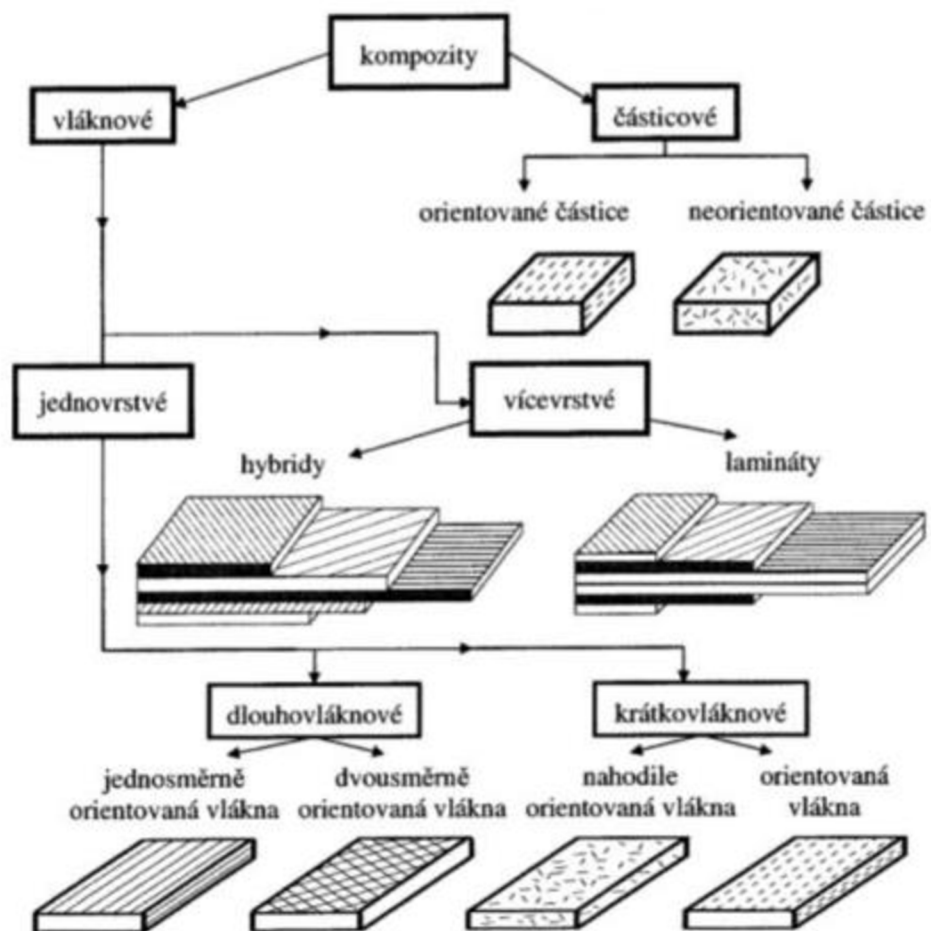 kompozity
vláknové
částicové
orientované částice
neorientované částice
jednovrstvé
vícevrstvé
hybridy
lamináty
dlouhovláknové
krátkovláknové
jednosměrně
orientovaná vlákna
dvousměrně
orientovaná vlákna
nahodile
orientovaná vlákna
orientovaná
vlákna